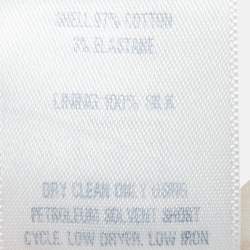 SHELL 97% COTTON
3% ELASTANE
LINING 100% SILK
DRY CLEAN ONLY USING
PETROLEUM SOLVENT SHORT
CYCLE. LOW DRYER. LOW IRON